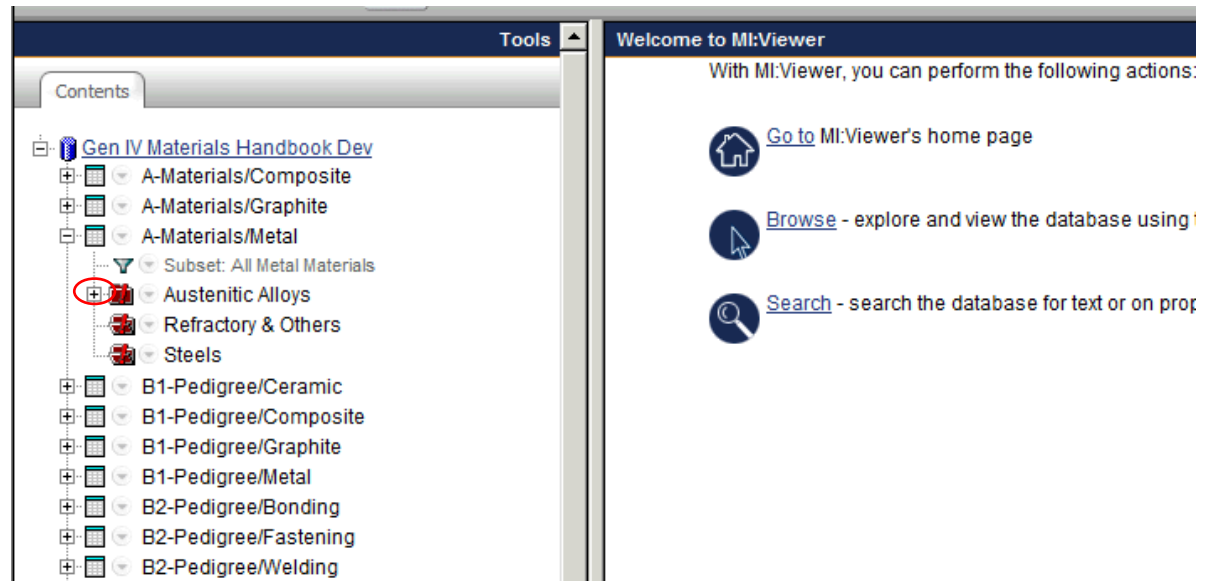 Tools
Contents
Gen IV Materials Handbook Dev
A-Materials/Composite
A-Materials/Graphite
A-Materials/Metal
Subset: All Metal Materials
Austenitic Alloys
Refractory & Others
Steels
B1-Pedigree/Ceramic
B1-Pedigree/Composite
B1-Pedigree/Graphite
B1-Pedigree/Metal
B2-Pedigree/Bonding
B2-Pedigree/Fastening
B2-Pedigree/Welding
Welcome to MI:Viewer
With MI:Viewer, you can perform the following actions:
Go to MI:Viewer's home page
Browse - explore and view the database using
Search - search the database for text or on prop